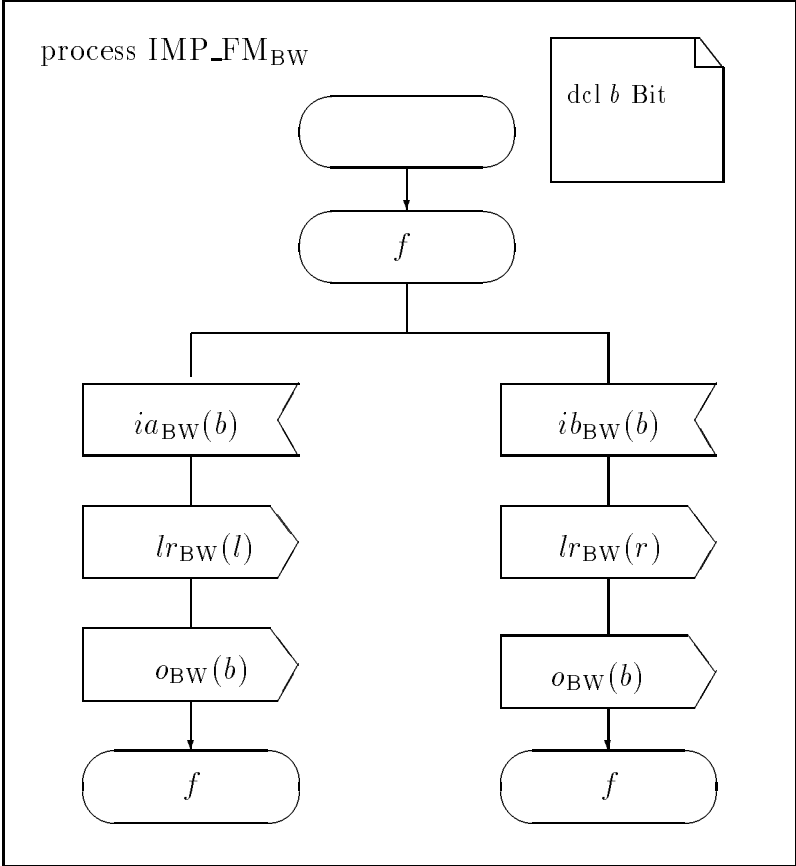 process IMP_FM_BW
dcl b Bit
f
ia_BW(b)
ib_BW(b)
lr_BW(l)
lr_BW(r)
o_BW(b)
o_BW(b)
f
f